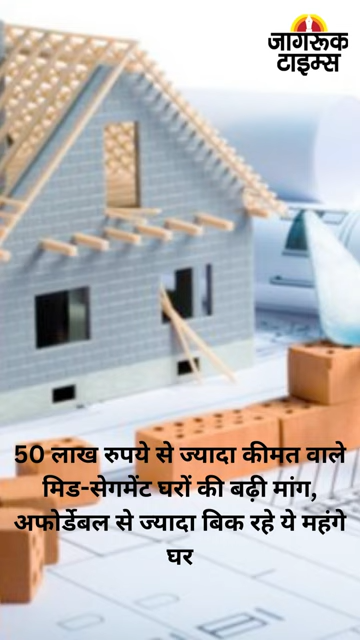 जागरूक
टाइम्स
50 लाख रुपये से ज्यादा कीमत वाले
मिड-सेगमेंट घरों की बढ़ी मांग,
अफोर्डेबल से ज्यादा बिक रहे ये महंगे
घर